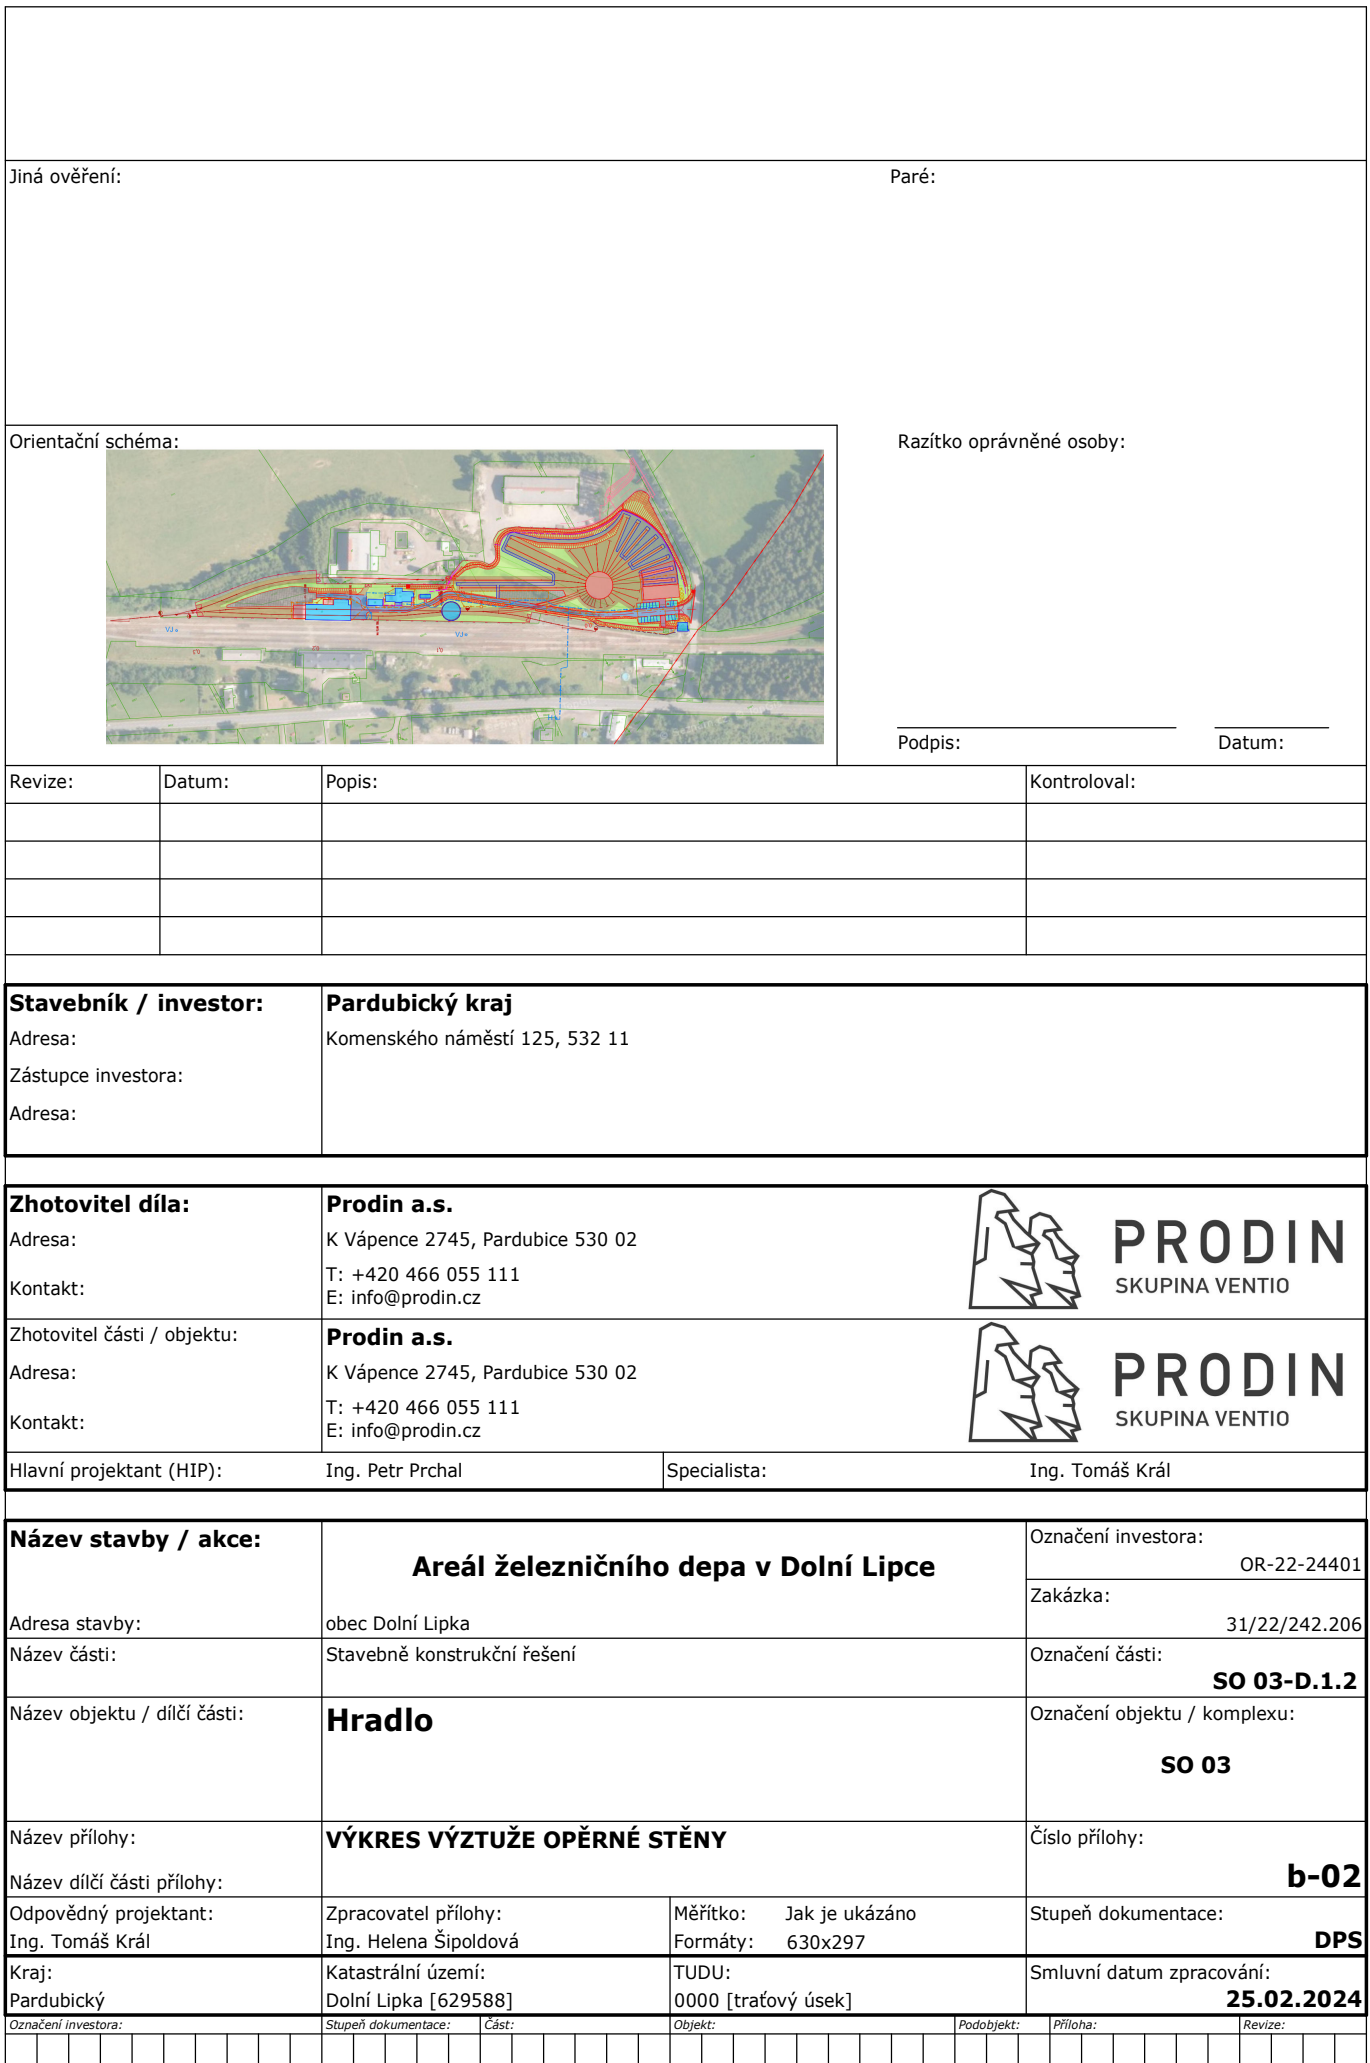 Jiná ověření:
Paré:
Orientační schéma:
Razítko oprávněné osoby:
Podpis:
Datum:
Revize:
Datum:
Popis:
Kontroloval:
Stavebník / investor:
Pardubický kraj
Adresa:
Komenského náměstí 125, 532 11
Zástupce investora:
Adresa:
Zhotovitel díla:
Prodin a.s.
Adresa:
K Vápence 2745, Pardubice 530 02
Kontakt:
T: +420 466 055 111
E: info@prodin.cz
PRODIN
SKUPINA VENTIO
Zhotovitel části / objektu:
Prodin a.s.
Adresa:
K Vápence 2745, Pardubice 530 02
Kontakt:
T: +420 466 055 111
E: info@prodin.cz
PRODIN
SKUPINA VENTIO
Hlavní projektant (HIP):
Ing. Petr Prchal
Specialista:
Ing. Tomáš Král
Název stavby / akce:
Areál železničního depa v Dolní Lipce
Označení investora:
OR-22-24401
Zakázka:
31/22/242.206
Adresa stavby:
obec Dolní Lipka
Název části:
Stavebně konstrukční řešení
Označení části:
SO 03-D.1.2
Název objektu / dílčí části:
Hradlo
Označení objektu / komplexu:
SO 03
Název přílohy:
VÝKRES VÝZTUŽE OPĚRNÉ STĚNY
Číslo přílohy:
b-02
Název dílčí části přílohy:
Odpovědný projektant:
Ing. Tomáš Král
Zpracovatel přílohy:
Ing. Helena Šipoldová
Měřítko: Jak je ukázáno
Formáty: 630x297
Stupeň dokumentace:
DPS
Kraj:
Pardubický
Katastrální území:
Dolní Lipka [629588]
TUDU:
0000 [traťový úsek]
Smluvní datum zpracování:
25.02.2024
Označení investora:
Stupeň dokumentace:
Část:
Objekt:
Podobjekt:
Příloha:
Revize: